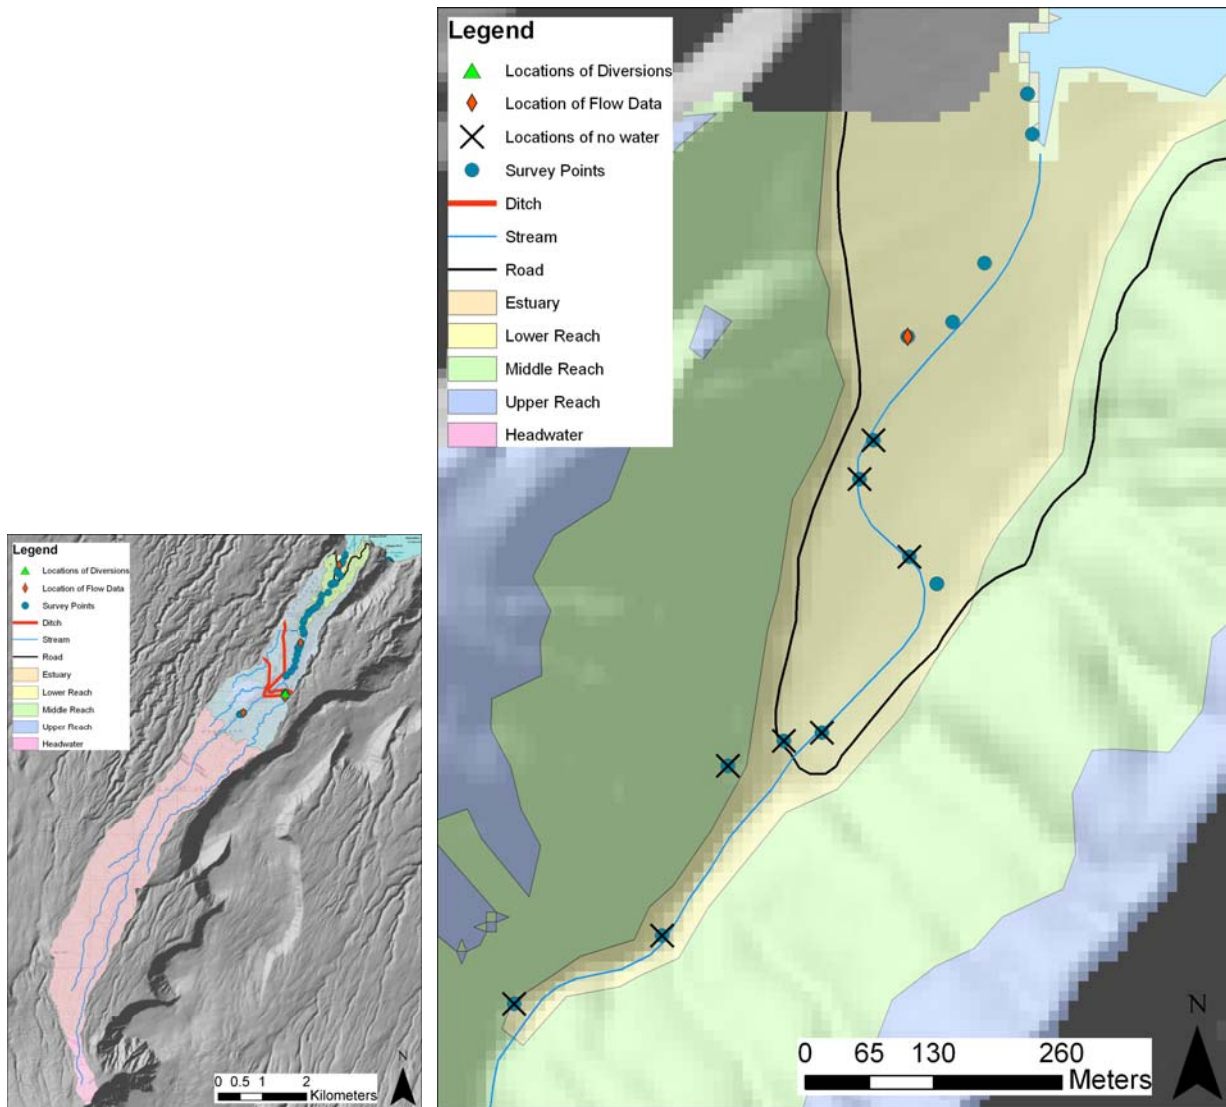 Legend
Locations of Diversions
Location of Flow Data
Survey Points
Ditch
Stream
Road
Estuary
Lower Reach
Middle Reach
Upper Reach
Headwater
N
0 0.5 1 2
Kilometers
Legend
Locations of Diversions
Location of Flow Data
Locations of no water
Survey Points
Ditch
Stream
Road
Estuary
Lower Reach
Middle Reach
Upper Reach
Headwater
N
0 65 130 260
Meters